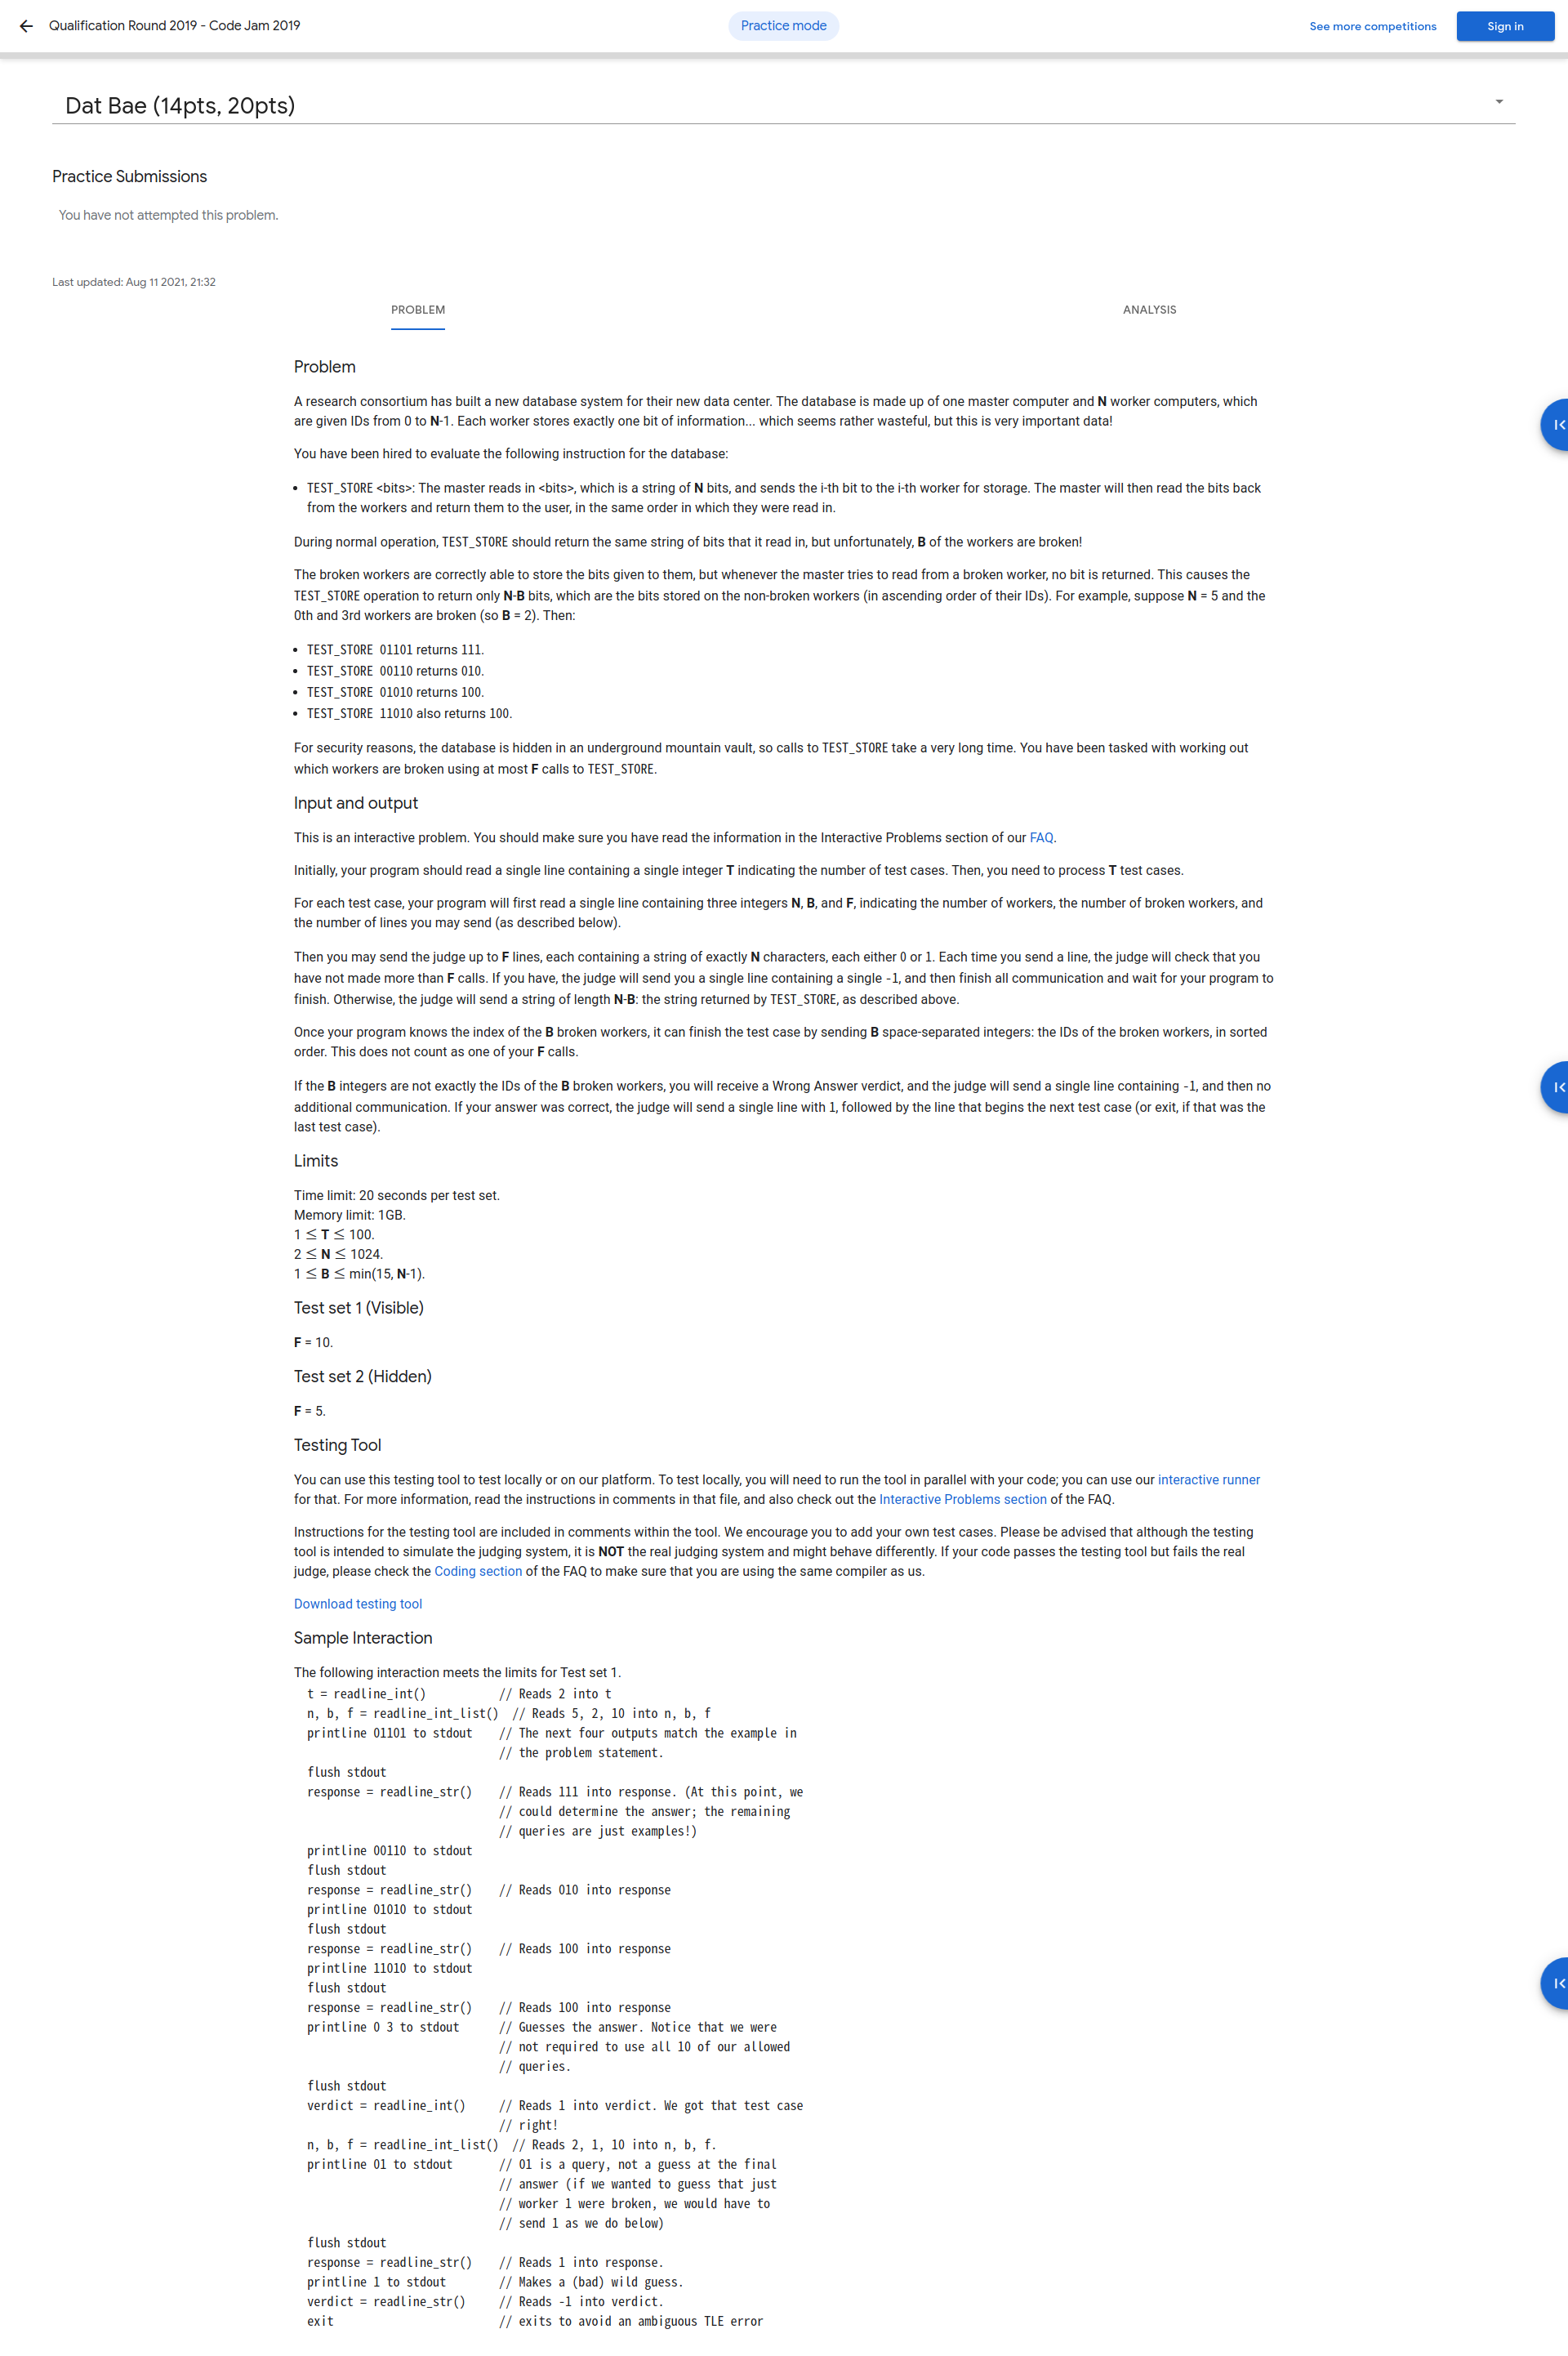 Qualification Round 2019 - Code Jam 2019
Practice mode
See more competitions
Sign in
Dat Bae (14pts, 20pts)
Practice Submissions
You have not attempted this problem.
Last updated: Aug 11 2021, 21:32
PROBLEM
ANALYSIS
Problem
A research consortium has built a new database system for their new data center. The database is made up of one master computer and N worker computers, which
are given IDs from 0 to N-1. Each worker stores exactly one bit of information... which seems rather wasteful, but this is very important data!
You have been hired to evaluate the following instruction for the database:
• TEST_STORE <bits>: The master reads in <bits>, which is a string of N bits, and sends the i-th bit to the i-th worker for storage. The master will then read the bits back
from the workers and return them to the user, in the same order in which they were read in.
During normal operation, TEST_STORE should return the same string of bits that it read in, but unfortunately, B of the workers are broken!
The broken workers are correctly able to store the bits given to them, but whenever the master tries to read from a broken worker, no bit is returned. This causes the
TEST_STORE operation to return only N-B bits, which are the bits stored on the non-broken workers (in ascending order of their IDs). For example, suppose N = 5 and the
0th and 3rd workers are broken (so B = 2). Then:
• TEST_STORE 01101 returns 111.
• TEST_STORE 00110 returns 010.
• TEST_STORE 01010 returns 100.
• TEST_STORE 11010 also returns 100.
For security reasons, the database is hidden in an underground mountain vault, so calls to TEST_STORE take a very long time. You have been tasked with working out
which workers are broken using at most F calls to TEST_STORE.
Input and output
This is an interactive problem. You should make sure you have read the information in the Interactive Problems section of our FAQ.
Initially, your program should read a single line containing a single integer T indicating the number of test cases. Then, you need to process T test cases.
For each test case, your program will first read a single line containing three integers N, B, and F, indicating the number of workers, the number of broken workers, and
the number of lines you may send (as described below).
Then you may send the judge up to F lines, each containing a string of exactly N characters, each either 0 or 1. Each time you send a line, the judge will check that you
have not made more than F calls. If you have, the judge will send you a single line containing a single -1, and then finish all communication and wait for your program to
finish. Otherwise, the judge will send a string of length N-B: the string returned by TEST_STORE, as described above.
Once your program knows the index of the B broken workers, it can finish the test case by sending B space-separated integers: the IDs of the broken workers, in sorted
order. This does not count as one of your F calls.
If the B integers are not exactly the IDs of the B broken workers, you will receive a Wrong Answer verdict, and the judge will send a single line containing -1, and then no
additional communication. If your answer was correct, the judge will send a single line with 1, followed by the line that begins the next test case (or exit, if that was the
last test case).
Limits
Time limit: 20 seconds per test set.
Memory limit: 1GB.
1 ≤ T ≤ 100.
2 ≤ N ≤ 1024.
1 ≤ B ≤ min(15, N-1).
Test set 1 (Visible)
F = 10.
Test set 2 (Hidden)
F = 5.
Testing Tool
You can use this testing tool to test locally or on our platform. To test locally, you will need to run the tool in parallel with your code; you can use our interactive runner
for that. For more information, read the instructions in comments in that file, and also check out the Interactive Problems section of the FAQ.
Instructions for the testing tool are included in comments within the tool. We encourage you to add your own test cases. Please be advised that although the testing
tool is intended to simulate the judging system, it is NOT the real judging system and might behave differently. If your code passes the testing tool but fails the real
judge, please check the Coding section of the FAQ to make sure that you are using the same compiler as us.
Download testing tool
Sample Interaction
The following interaction meets the limits for Test set 1.
t = readline_int() // Reads 2 into t
n, b, f = readline_int_list() // Reads 5, 2, 10 into n, b, f
printline 01101 to stdout // The next four outputs match the example in
// the problem statement.
flush stdout
response = readline_str() // Reads 111 into response. (At this point, we
// could determine the answer; the remaining
// queries are just examples!)
printline 00110 to stdout
flush stdout
response = readline_str() // Reads 010 into response
printline 01010 to stdout
flush stdout
response = readline_str() // Reads 100 into response
printline 11010 to stdout
flush stdout
response = readline_str() // Reads 100 into response
printline 0 3 to stdout // Guesses the answer. Notice that we were
// not required to use all 10 of our allowed
// queries.
flush stdout
verdict = readline_int() // Reads 1 into verdict. We got that test case
// right!
n, b, f = readline_int_list() // Reads 2, 1, 10 into n, b, f.
printline 01 to stdout // 01 is a query, not a guess at the final
// answer (if we wanted to guess that just
// worker 1 were broken, we would have to
// send 1 as we do below)
flush stdout
response = readline_str() // Reads 1 into response.
printline 1 to stdout // Makes a (bad) wild guess.
verdict = readline_str() // Reads -1 into verdict.
exit // exits to avoid an ambiguous TLE error